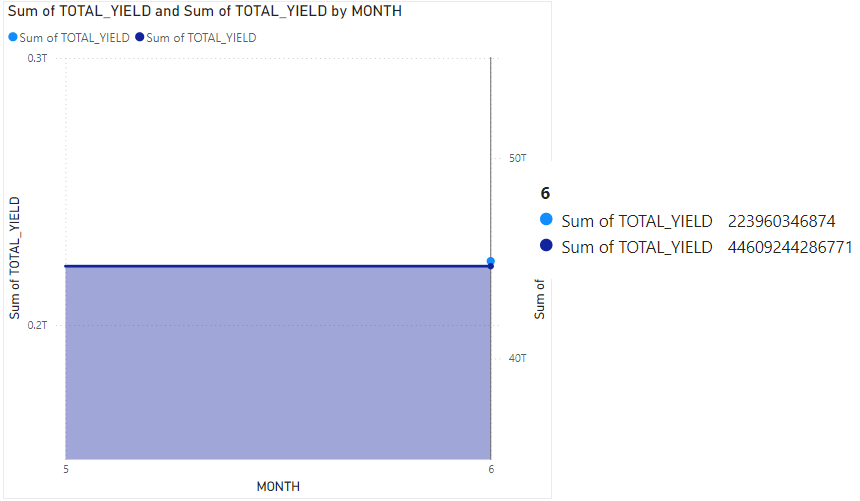 Sum of TOTAL_YIELD and Sum of TOTAL_YIELD by MONTH
Sum of TOTAL_YIELD Sum of TOTAL_YIELD
0.3T
0.2T
Sum of TOTAL_YIELD
50T
40T
Sum of
5 6
MONTH
6
Sum of TOTAL_YIELD 223960346874
Sum of TOTAL_YIELD 44609244286771